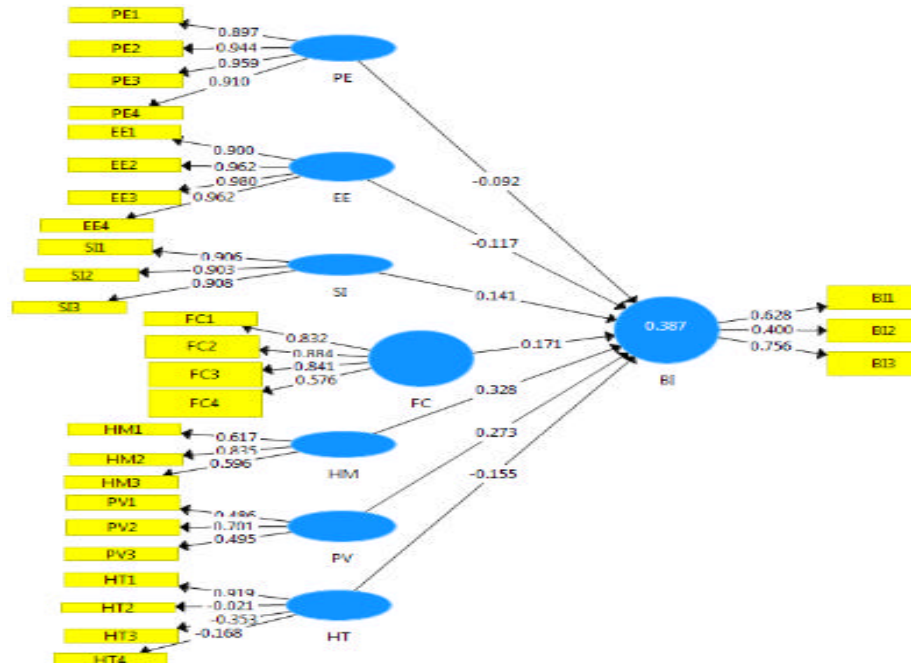 PE1
0.897
PE2
0.944
PE3
0.959
PE4
0.910
PE
-0.092
EE1
0.900
EE2
0.962
EE3
0.980
EE4
0.962
EE
-0.117
SI1
0.906
SI2
0.903
SI3
0.908
SI
0.141
FC1
0.832
FC2
0.884
FC3
0.841
FC4
0.576
FC
0.171
HM1
0.617
HM2
0.835
HM3
0.596
HM
0.328
PV1
0.486
PV2
0.701
PV3
0.495
PV
0.273
HT1
0.919
HT2
-0.021
HT3
-0.353
HT4
-0.168
HT
-0.155
0.387
BI
BI1
0.628
BI2
0.400
BI3
0.756